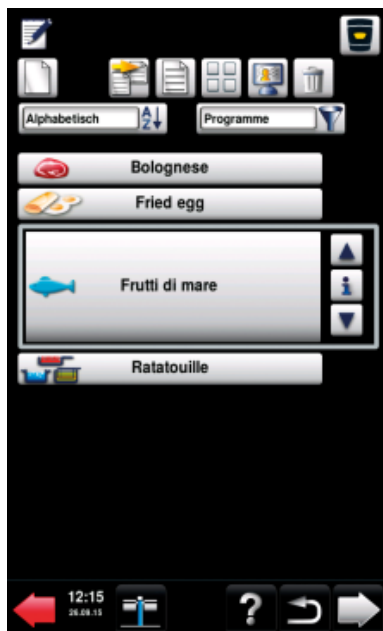 Alphabetisch
A
Z
Programme
Bolognese
Fried egg
Frutti di mare
i
Ratatouille
12:15
26.09.15
?